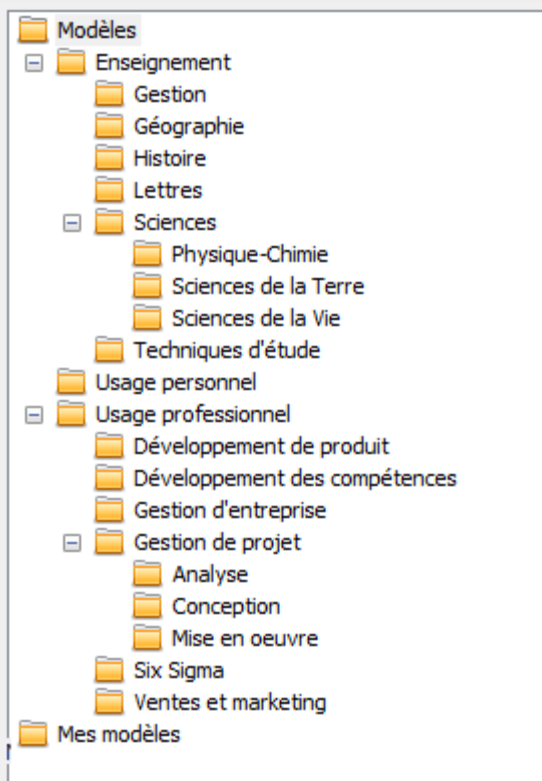 Modèles
Enseignement
Gestion
Géographie
Histoire
Lettres
Sciences
Physique-Chimie
Sciences de la Terre
Sciences de la Vie
Techniques d'étude
Usage personnel
Usage professionnel
Développement de produit
Développement des compétences
Gestion d'entreprise
Gestion de projet
Analyse
Conception
Mise en oeuvre
Six Sigma
Ventes et marketing
Mes modèles